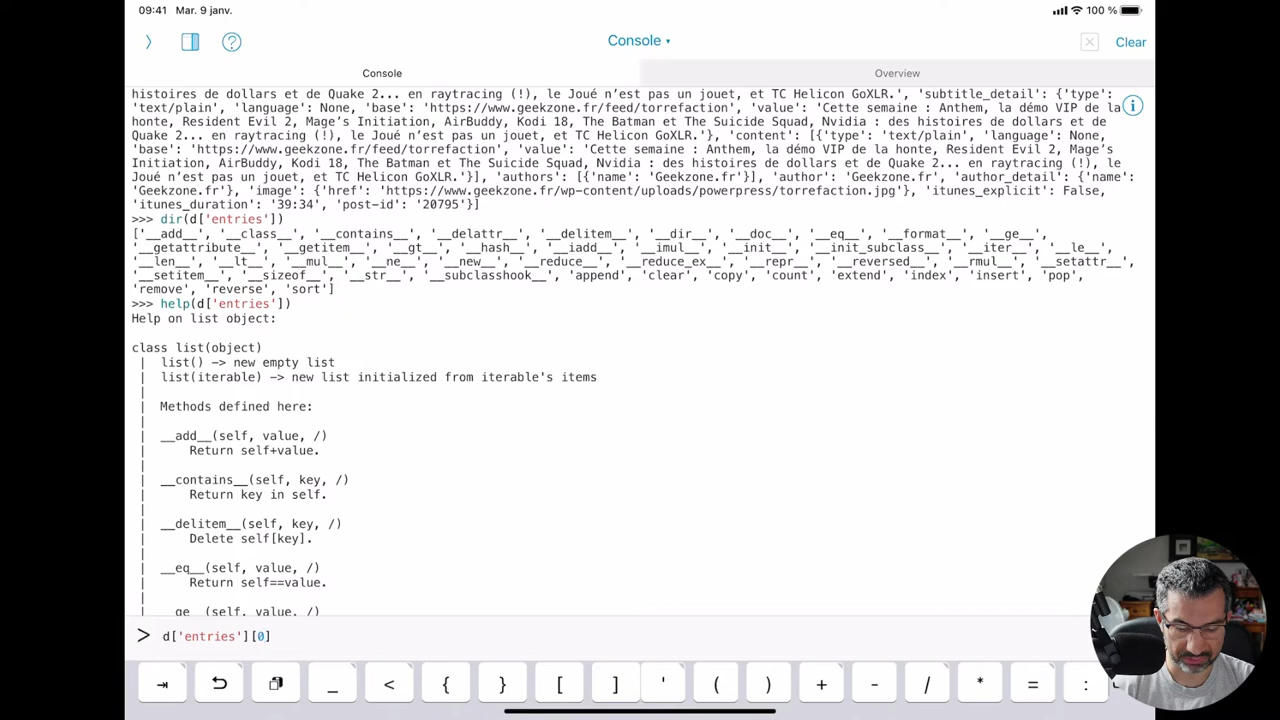 09:41 Mar. 9 janv. 100 %
Console ▾ Clear
Console Overview
histoires de dollars et de Quake 2... en raytracing (!), le Joué n’est pas un jouet, et TC Helicon GoXLR.', 'subtitle_detail': {'type':
'text/plain', 'language': None, 'base': 'https://www.geekzone.fr/feed/torrefaction', 'value': 'Cette semaine : Anthem, la démo VIP de la
honte, Resident Evil 2, Mage’s Initiation, AirBuddy, Kodi 18, The Batman et The Suicide Squad, Nvidia : des histoires de dollars et de
Quake 2... en raytracing (!), le Joué n’est pas un jouet, et TC Helicon GoXLR.'}, 'content': [{'type': 'text/plain', 'language': None,
'base': 'https://www.geekzone.fr/feed/torrefaction', 'value': 'Cette semaine : Anthem, la démo VIP de la honte, Resident Evil 2, Mage’s
Initiation, AirBuddy, Kodi 18, The Batman et The Suicide Squad, Nvidia : des histoires de dollars et de Quake 2... en raytracing (!), le
Joué n’est pas un jouet, et TC Helicon GoXLR.'}], 'authors': [{'name': 'Geekzone.fr'}], 'author': 'Geekzone.fr', 'author_detail': {'name':
'Geekzone.fr'}, 'image': {'href': 'https://www.geekzone.fr/wp-content/uploads/powerpress/torrefaction.jpg'}, 'itunes_explicit': False,
'itunes_duration': '39:34', 'post-id': '20795'}]
>>> dir(d['entries'])
['__add__', '__class__', '__contains__', '__delattr__', '__delitem__', '__dir__', '__doc__', '__eq__', '__format__', '__ge__',
'__getattribute__', '__getitem__', '__gt__', '__hash__', '__iadd__', '__imul__', '__init__', '__init_subclass__', '__iter__', '__le__',
'__len__', '__lt__', '__mul__', '__ne__', '__new__', '__reduce__', '__reduce_ex__', '__repr__', '__reversed__', '__rmul__', '__setattr__',
'__setitem__', '__sizeof__', '__str__', '__subclasshook__', 'append', 'clear', 'copy', 'count', 'extend', 'index', 'insert', 'pop',
'remove', 'reverse', 'sort']
>>> help(d['entries'])
Help on list object:
class list(object)
| list() -> new empty list
| list(iterable) -> new list initialized from iterable's items
|
| Methods defined here:
|
| __add__(self, value, /)
| Return self+value.
|
| __contains__(self, key, /)
| Return key in self.
|
| __delitem__(self, key, /)
| Delete self[key].
|
| __eq__(self, value, /)
| Return self==value.
|
| __ge__(self, value, /)
> d['entries'][0]
_ < { } [ ] ' ( ) + - / * = :